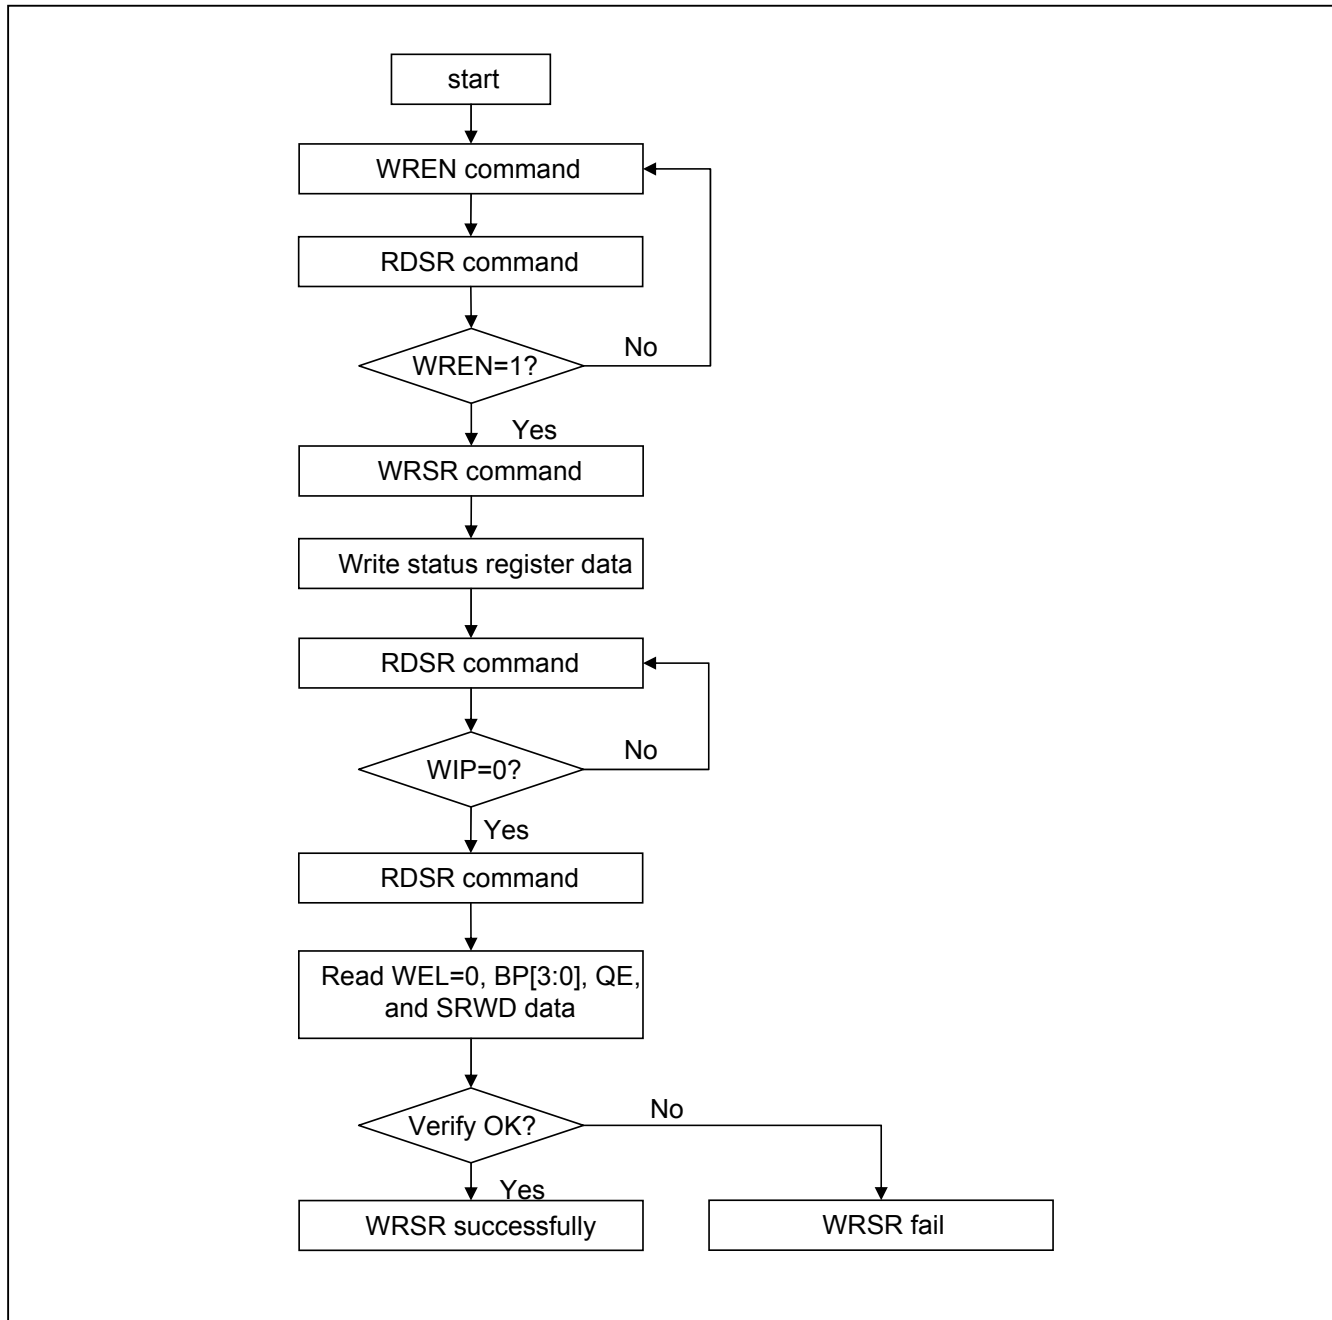 start
WREN command
RDSR command
WREN=1?
No
Yes
WRSR command
Write status register data
RDSR command
WIP=0?
No
Yes
RDSR command
Read WEL=0, BP[3:0], QE,
and SRWD data
Verify OK?
No
Yes
WRSR successfully
WRSR fail